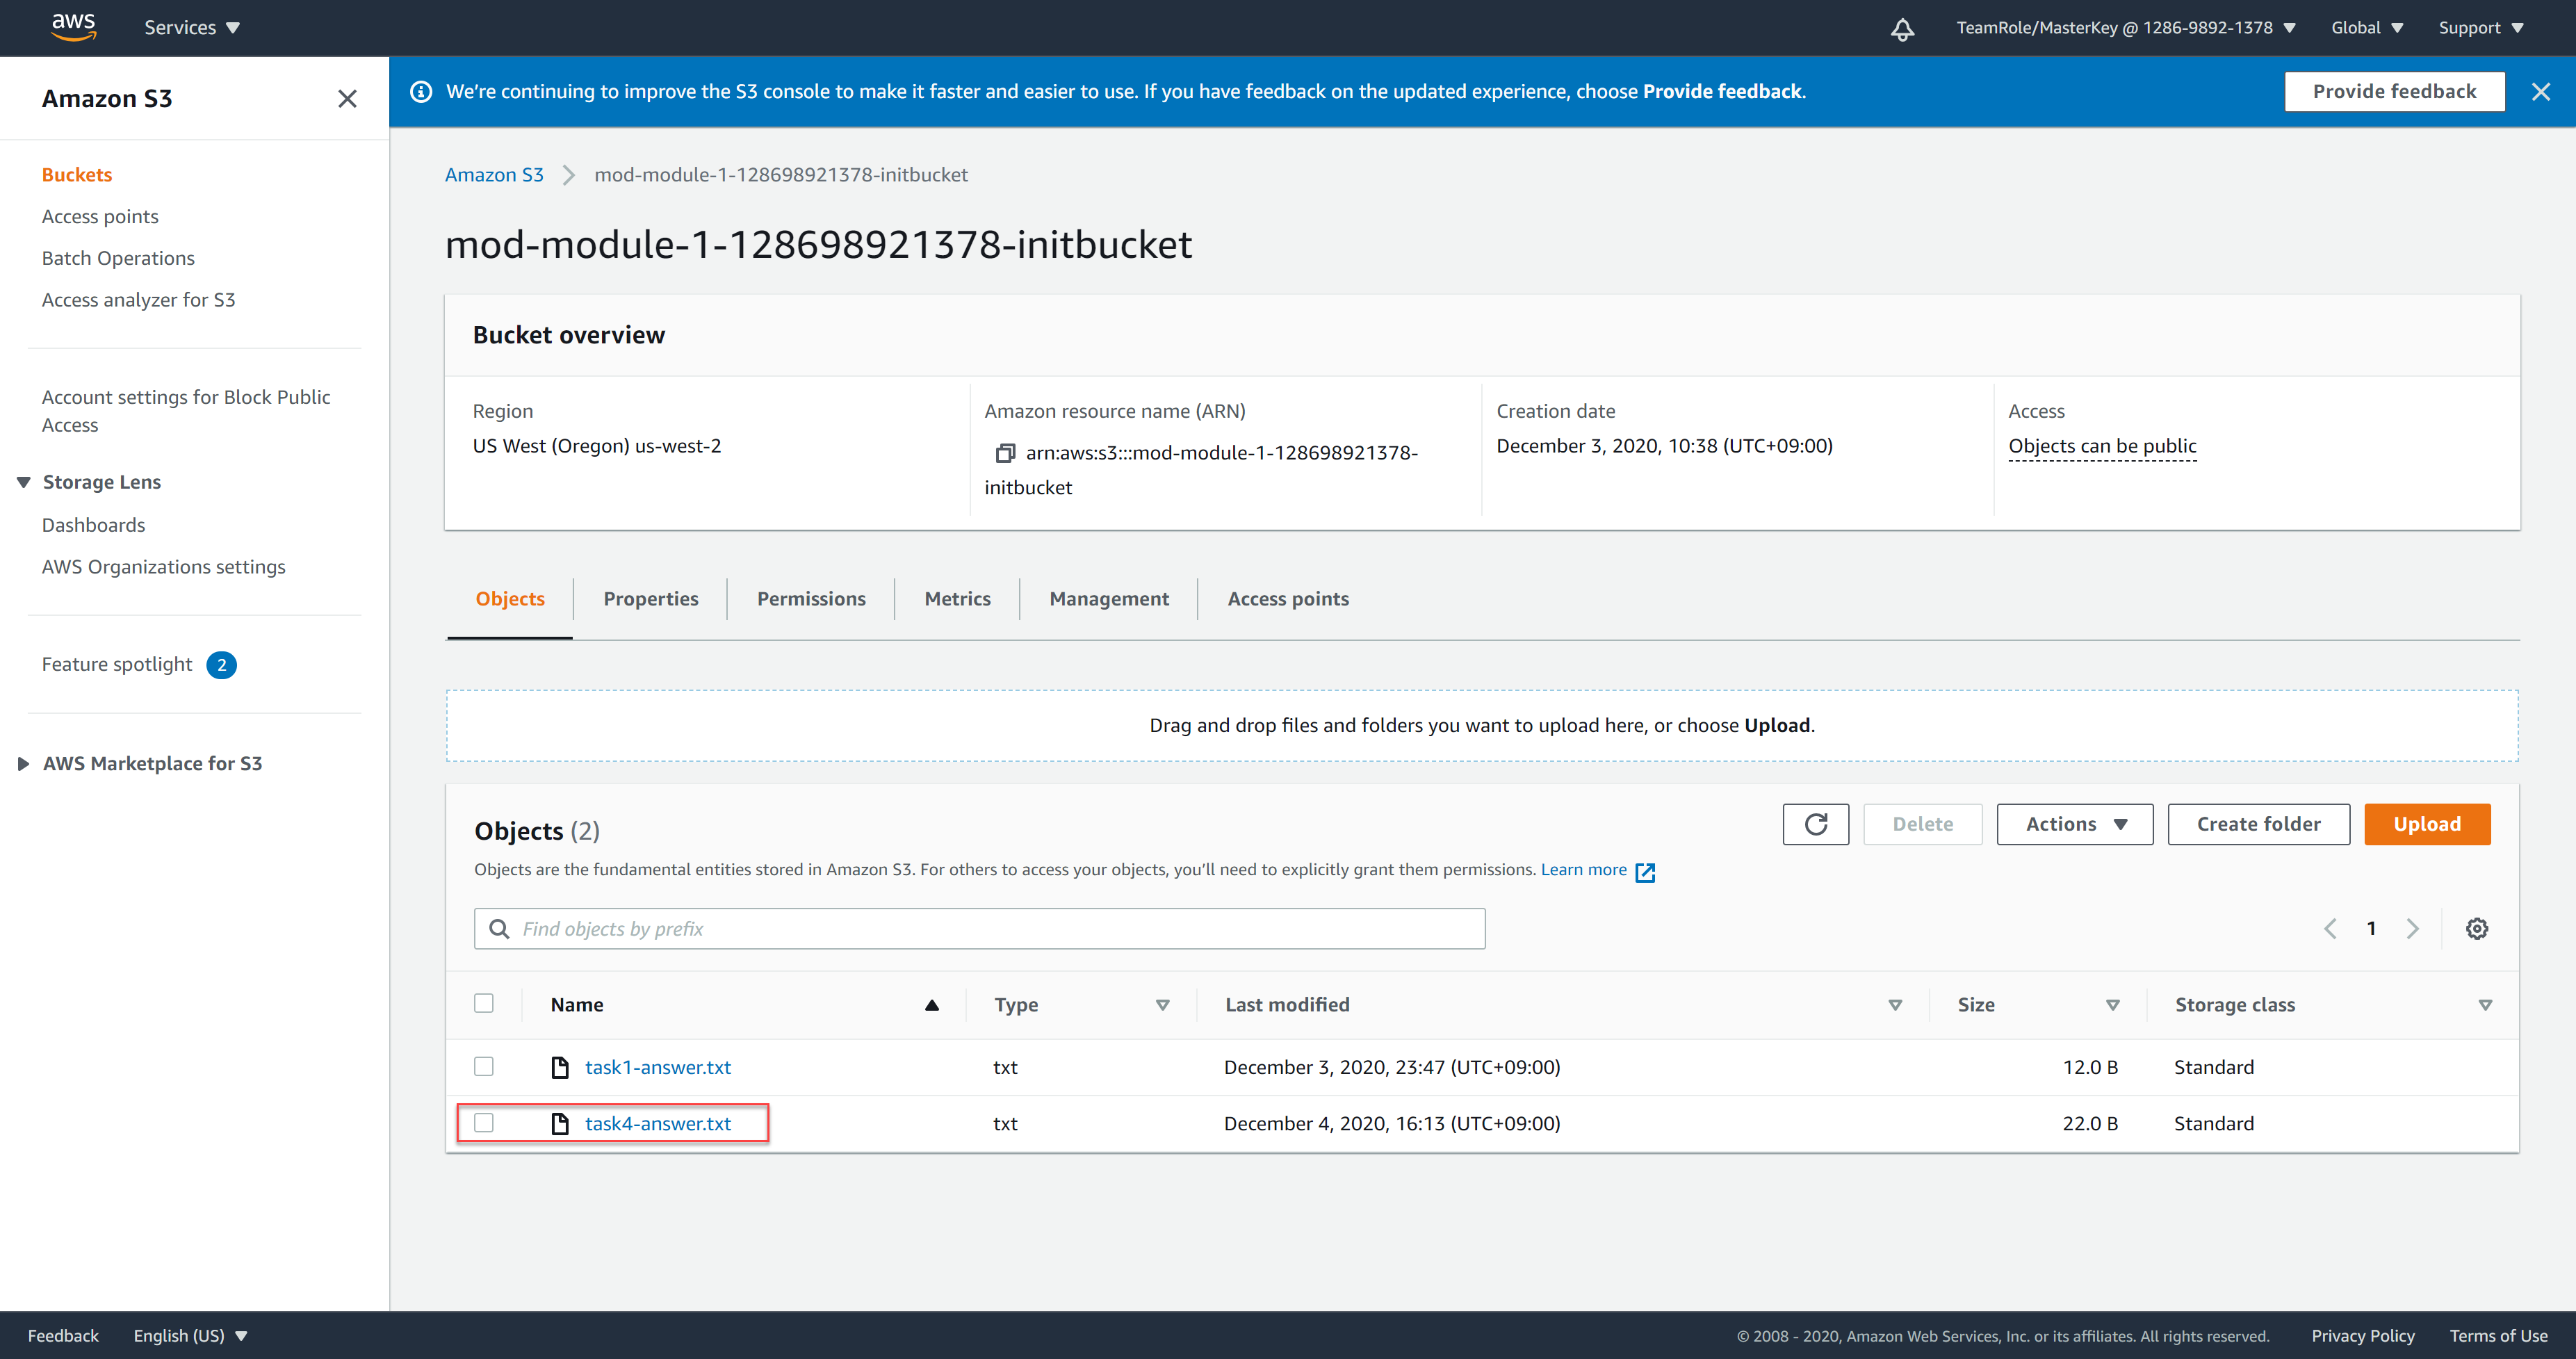 aws
Services
TeamRole/MasterKey @ 1286-9892-1378
Global
Support
Amazon S3
We're continuing to improve the S3 console to make it faster and easier to use. If you have feedback on the updated experience, choose Provide feedback.
Provide feedback
Buckets
Access points
Batch Operations
Access analyzer for S3
Account settings for Block Public
Access
Storage Lens
Dashboards
AWS Organizations settings
Feature spotlight 2
AWS Marketplace for S3
Amazon S3
mod-module-1-128698921378-initbucket
mod-module-1-128698921378-initbucket
Bucket overview
Region
US West (Oregon) us-west-2
Amazon resource name (ARN)
arn:aws:s3:::mod-module-1-128698921378-
initbucket
Creation date
December 3, 2020, 10:38 (UTC+09:00)
Access
Objects can be public
Objects
Properties
Permissions
Metrics
Management
Access points
Drag and drop files and folders you want to upload here, or choose Upload.
Objects (2)
Delete
Actions
Create folder
Upload
Objects are the fundamental entities stored in Amazon S3. For others to access your objects, you'll need to explicitly grant them permissions. Learn more
Find objects by prefix
1
Name Type Last modified Size Storage class
task1-answer.txt txt December 3, 2020, 23:47 (UTC+09:00) 12.0 B Standard
task4-answer.txt txt December 4, 2020, 16:13 (UTC+09:00) 22.0 B Standard
Feedback
English (US)
© 2008 - 2020, Amazon Web Services, Inc. or its affiliates. All rights reserved.
Privacy Policy
Terms of Use